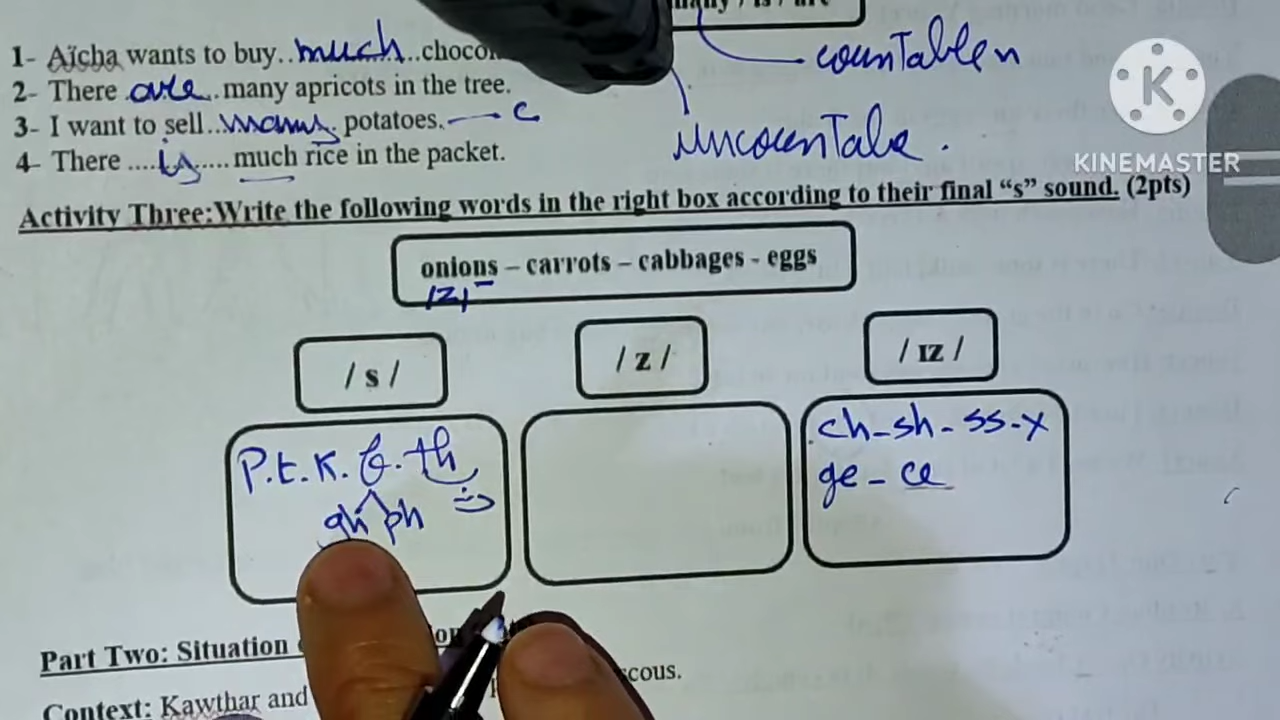 many / is / are
1- Aïcha wants to buy..much...chocol
countablen
2- There .are.. many apricots in the tree.
3- I want to sell..many. potatoes. — c
uncountabe.
4- There ....is..... much rice in the packet.
KINEMASTER
Activity Three:Write the following words in the right box according to their final “s” sound. (2pts)
onions – carrots – cabbages - eggs
/z/
/ s / / z / / ɪz /
P.t.K.f.th
gh ph
ch-sh-ss-x
ge-ce
Part Two: Situation
Context: Kawthar and scous.